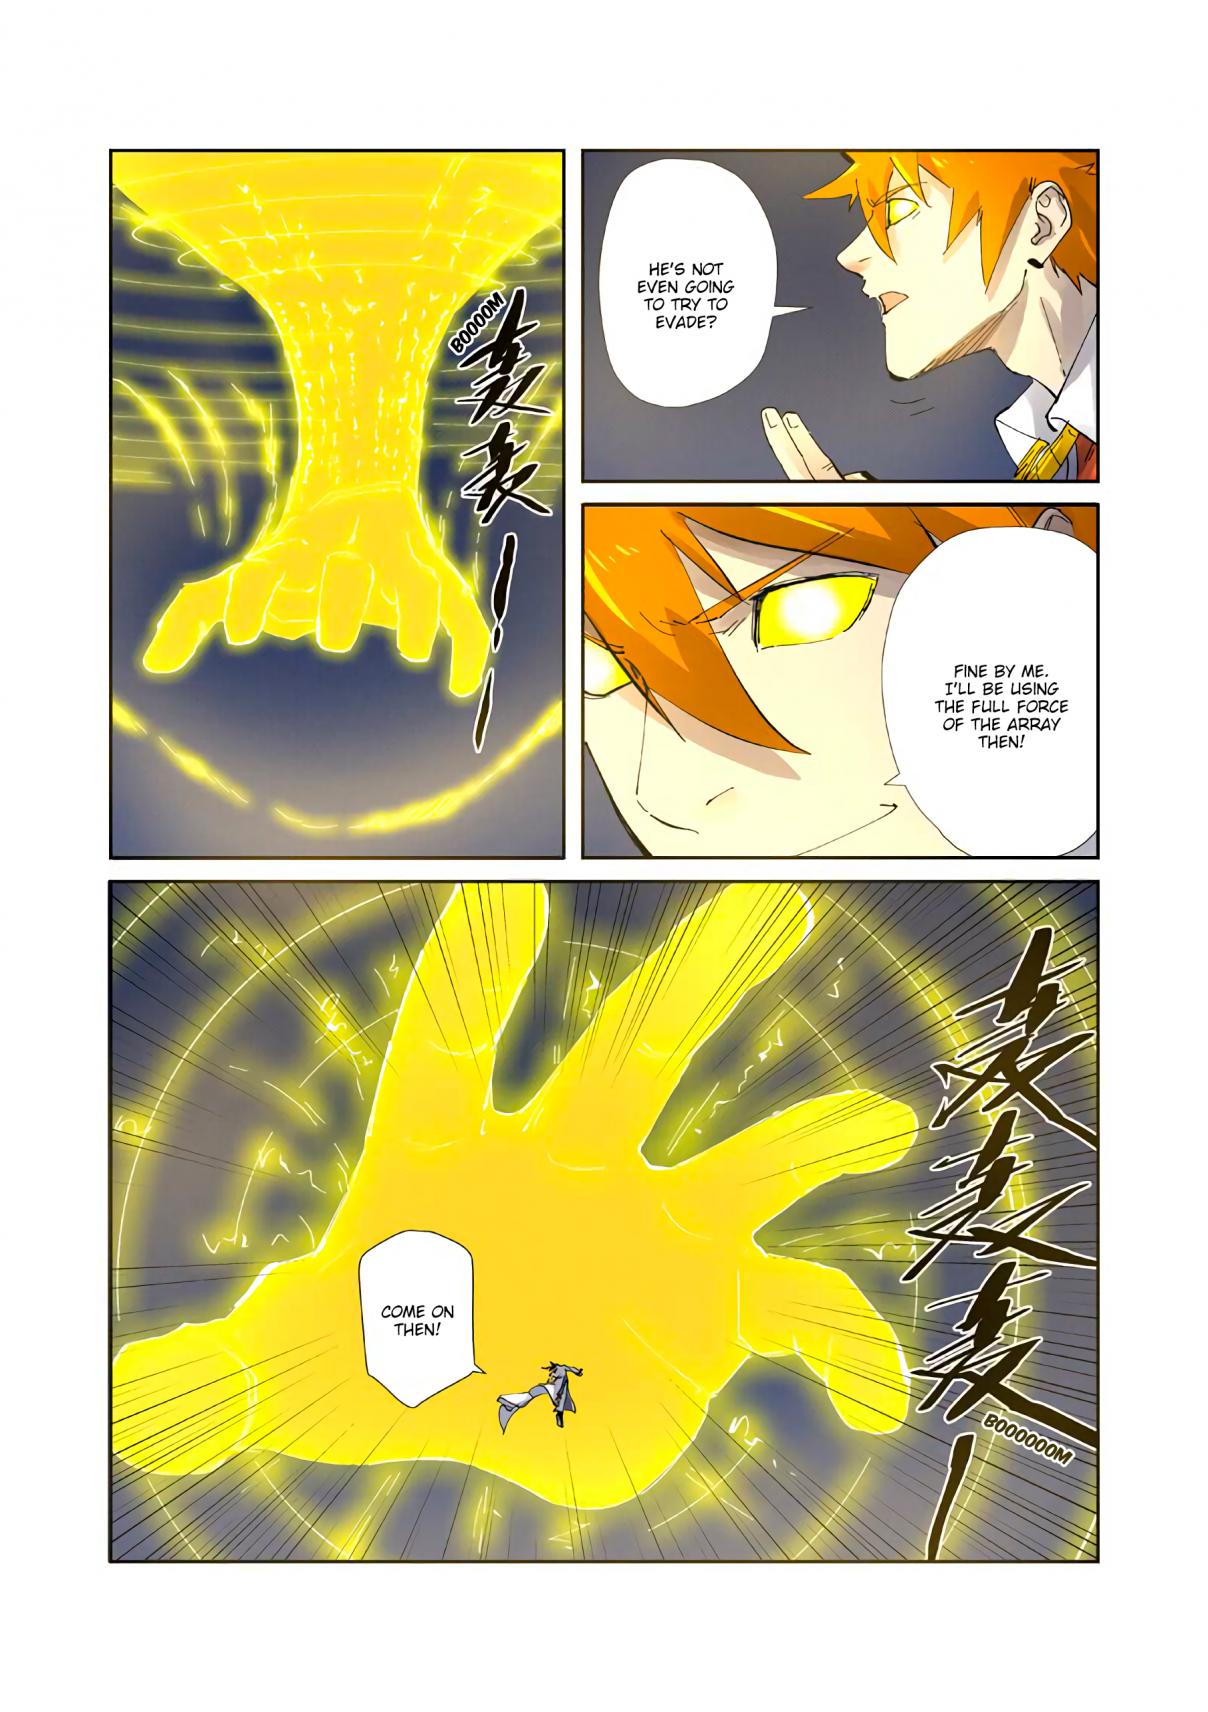 BOOOOM
轰
轰
!!
HE'S NOT
EVEN GOING
TO TRY TO
EVADE?
FINE BY ME.
I'LL BE USING
THE FULL FORCE
OF THE ARRAY
THEN!
COME ON
THEN!
轰
轰
轰
!
BOOOOOOM